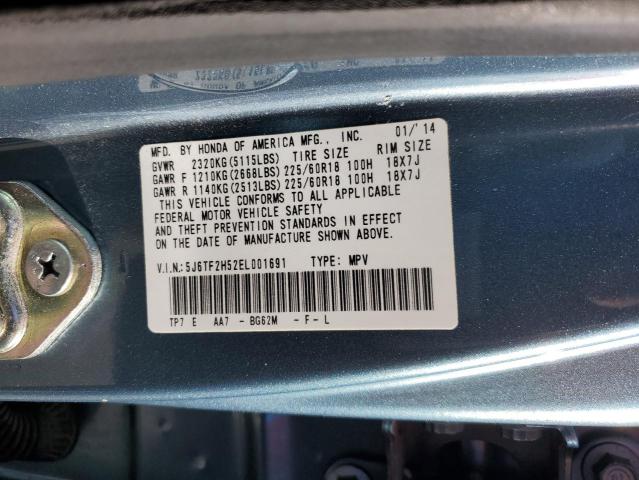 MFD. BY HONDA OF AMERICA MFG., INC. 01/'14
GVWR 2320KG(5115LBS) TIRE SIZE RIM SIZE
GAWR F 1210KG(2668LBS) 225/60R18 100H 18X7J
GAWR R 1140KG(2513LBS) 225/60R18 100H 18X7J
THIS VEHICLE CONFORMS TO ALL APPLICABLE
FEDERAL MOTOR VEHICLE SAFETY
AND THEFT PREVENTION STANDARDS IN EFFECT
ON THE DATE OF MANUFACTURE SHOWN ABOVE.
V.I.N.:5J6TF2H52EL001691 TYPE: MPV
TP7 E AA7 - BG62M - F - L